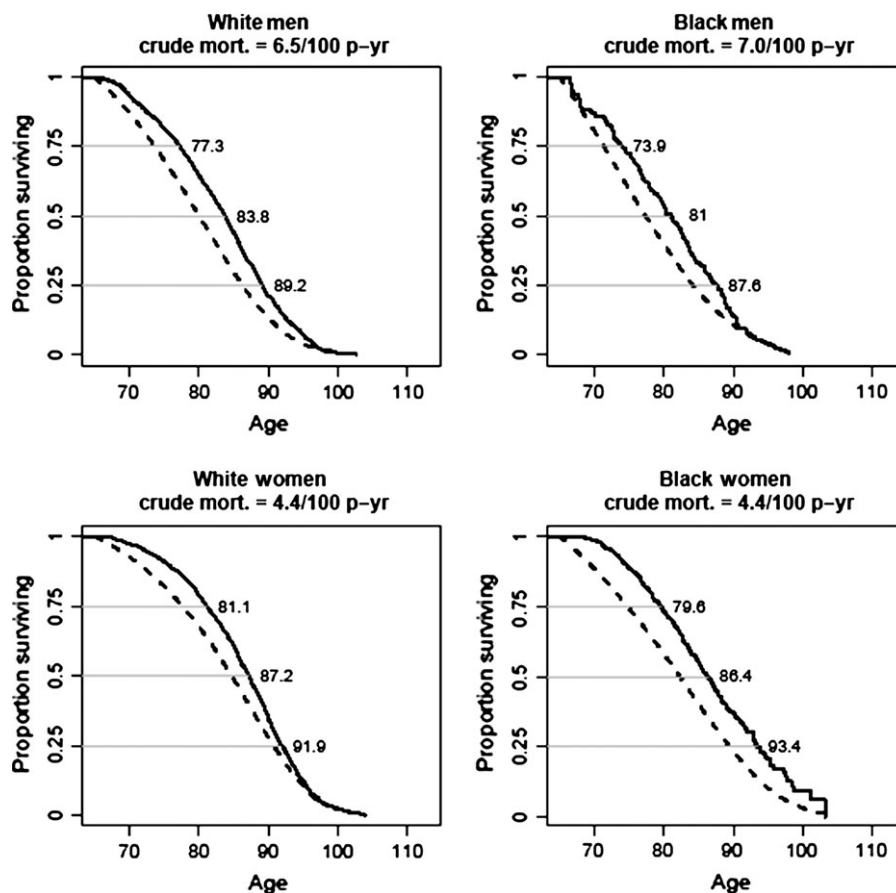 White men
crude mort. = 6.5/100 p-yr
Proportion surviving
1
0.75
0.5
0.25
0
77.3
83.8
89.2
70 80 90 100 110
Age
Black men
crude mort. = 7.0/100 p-yr
Proportion surviving
1
0.75
0.5
0.25
0
73.9
81
87.6
70 80 90 100 110
Age
White women
crude mort. = 4.4/100 p-yr
Proportion surviving
1
0.75
0.5
0.25
0
81.1
87.2
91.9
70 80 90 100 110
Age
Black women
crude mort. = 4.4/100 p-yr
Proportion surviving
1
0.75
0.5
0.25
0
79.6
86.4
93.4
70 80 90 100 110
Age